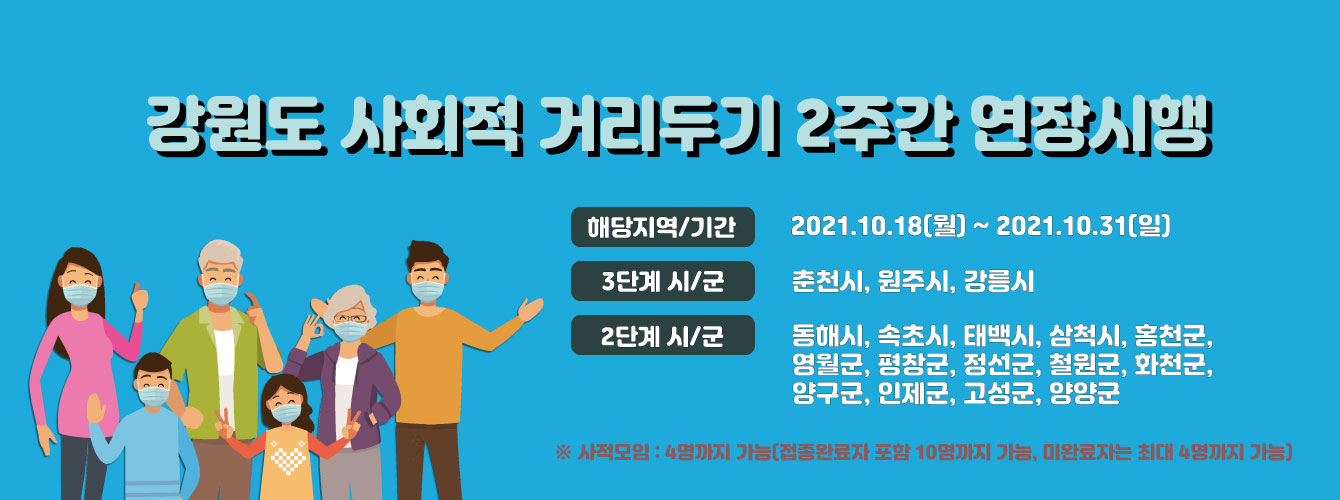 강원도 사회적 거리두기 2주간 연장시행
해당지역/기간 2021.10.18(월) ~ 2021.10.31(일)
3단계 시/군 춘천시, 원주시, 강릉시
2단계 시/군 동해시, 속초시, 태백시, 삼척시, 홍천군,
영월군, 평창군, 정선군, 철원군, 화천군,
양구군, 인제군, 고성군, 양양군
※ 사적모임 : 4명까지 가능(접종완료자 포함 10명까지 가능, 미완료자는 최대 4명까지 가능)